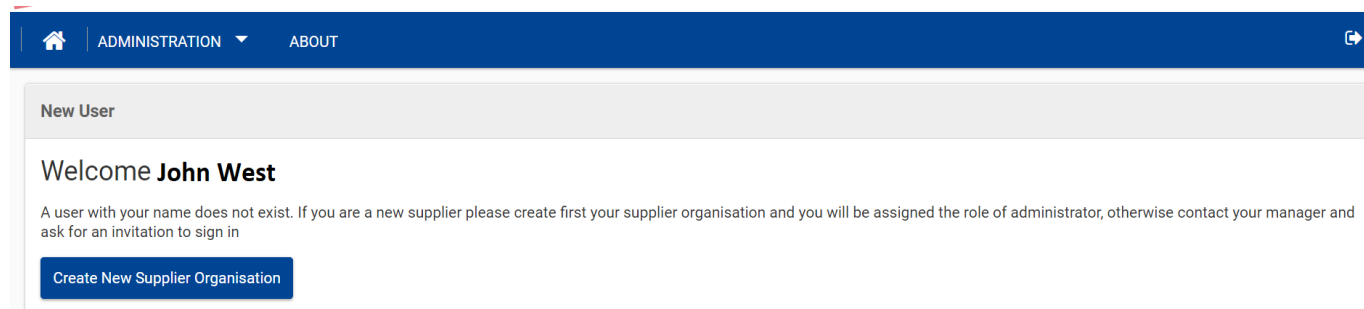 ADMINISTRATION ABOUT
New User
Welcome John West
A user with your name does not exist. If you are a new supplier please create first your supplier organisation and you will be assigned the role of administrator, otherwise contact your manager and
ask for an invitation to sign in
Create New Supplier Organisation